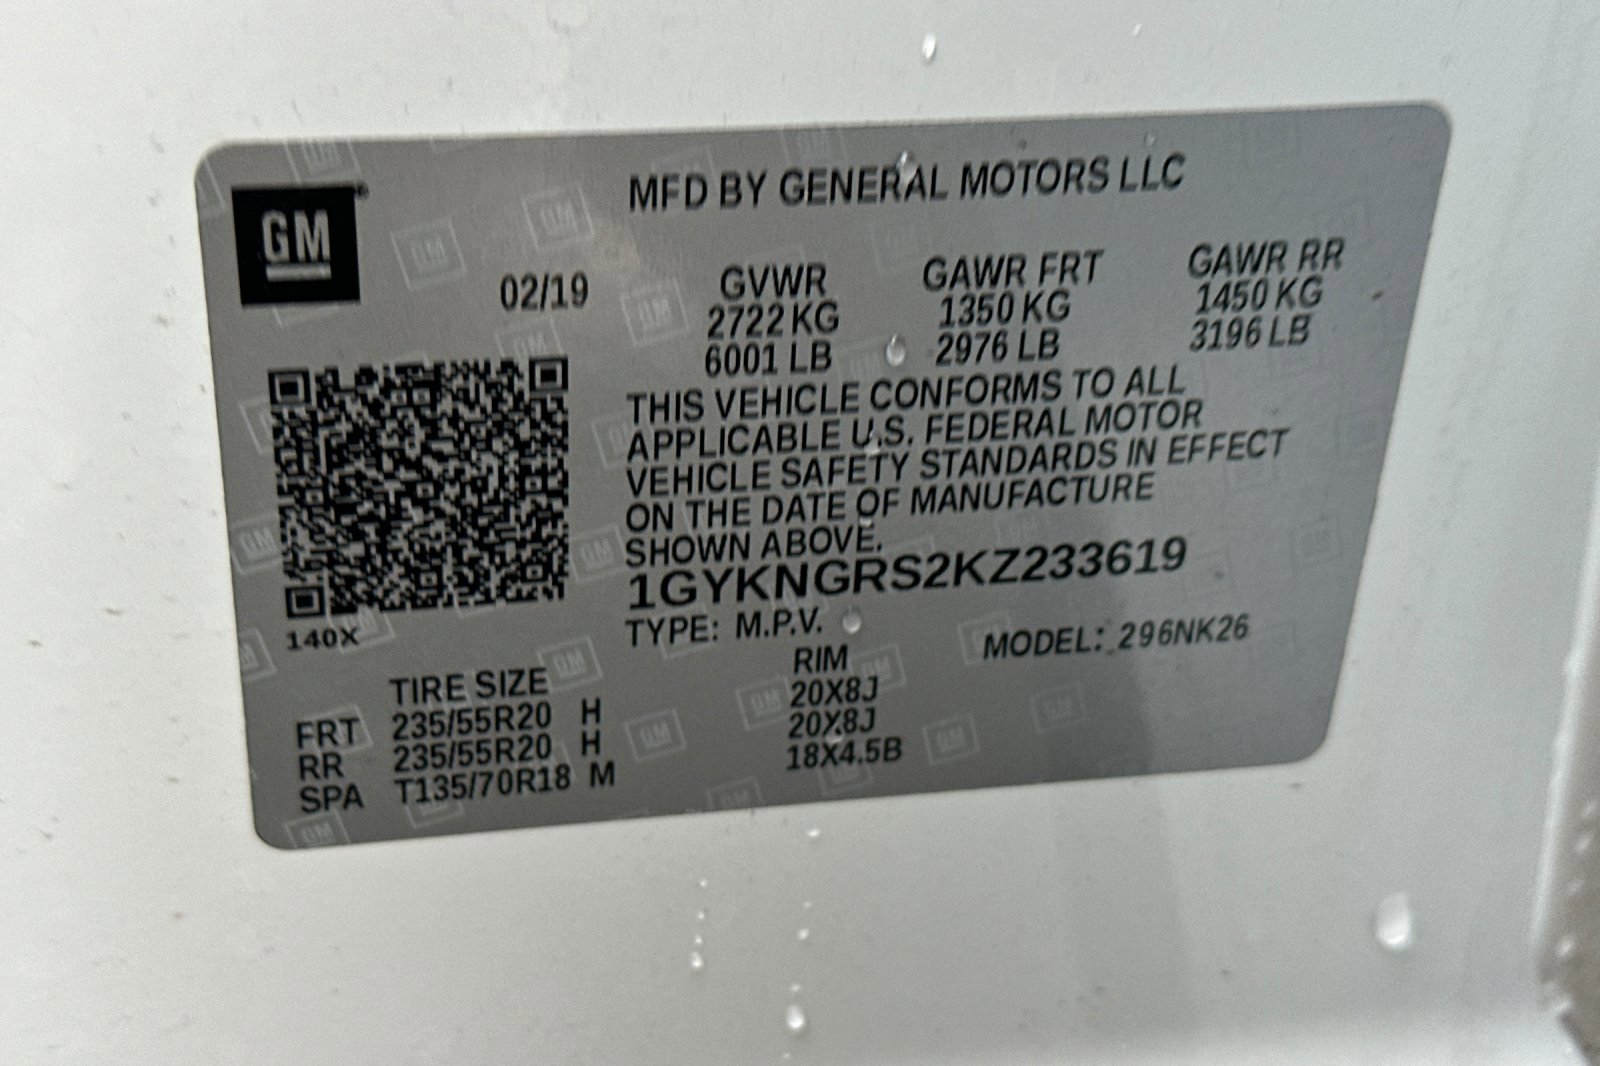 GM
MFD BY GENERAL MOTORS LLC
02/19
GVWR GAWR FRT GAWR RR
2722 KG 1350 KG 1450 KG
6001 LB 2976 LB 3196 LB
THIS VEHICLE CONFORMS TO ALL
APPLICABLE U.S. FEDERAL MOTOR
VEHICLE SAFETY STANDARDS IN EFFECT
ON THE DATE OF MANUFACTURE
SHOWN ABOVE.
1GYKNGRS2KZ233619
140X
TYPE: M.P.V. MODEL: 296NK26
TIRE SIZE RIM
FRT 235/55R20 H 20X8J
RR 235/55R20 H 20X8J
SPA T135/70R18 M 18X4.5B